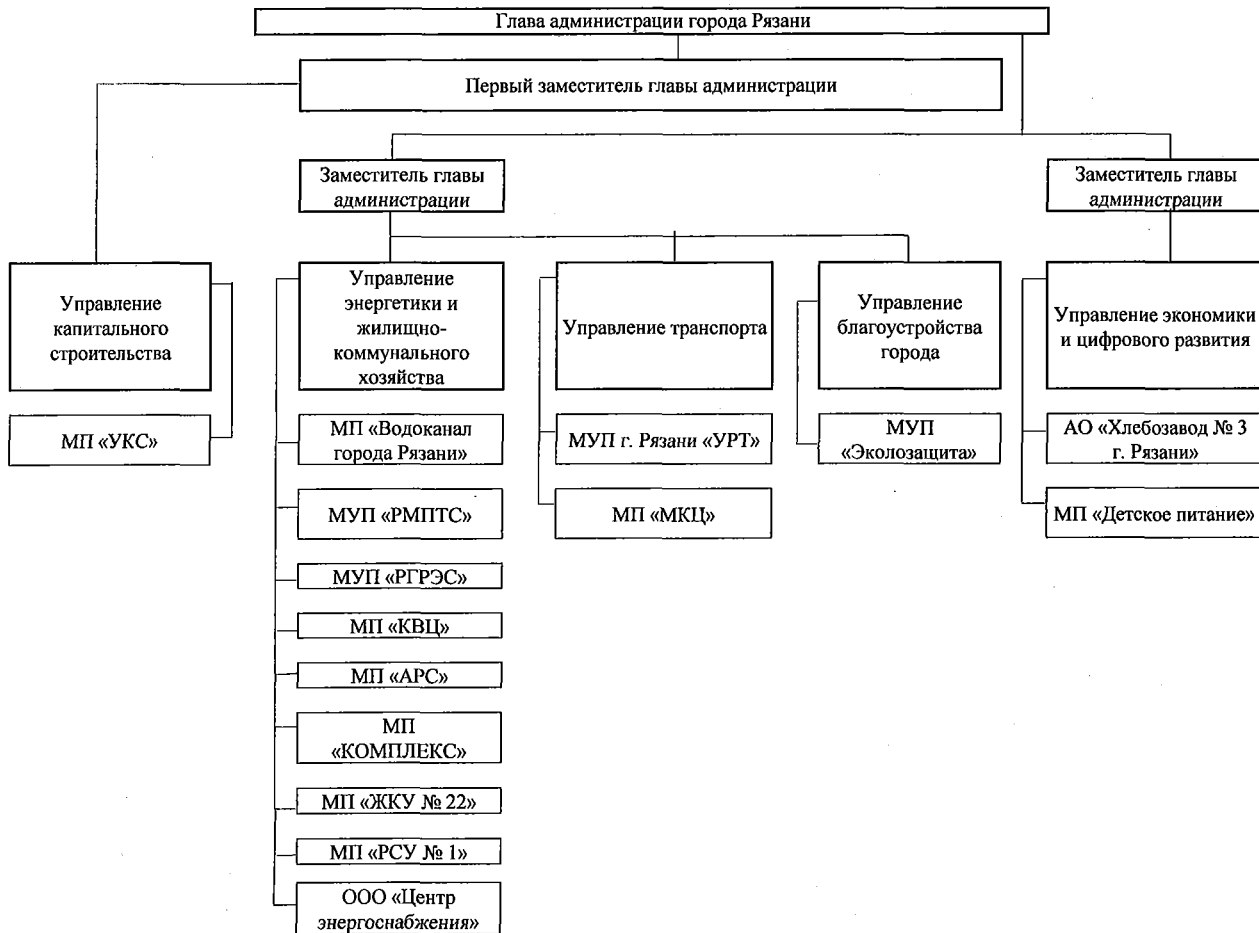 Глава администрации города Рязани
Первый заместитель главы администрации
Заместитель главы
администрации
Заместитель главы
администрации
Управление
капитального
строительства
Управление
энергетики и
жилищно-
коммунального
хозяйства
Управление транспорта
Управление
благоустройства
города
Управление экономики
и цифрового развития
МП «УКС»
МП «Водоканал
города Рязани»
МУП г. Рязани «УРТ»
МУП
«Эколозащита»
АО «Хлебозавод № 3
г. Рязани»
МУП «РМПТС»
МП «МКЦ»
МП «Детское питание»
МУП «РГРЭС»
МП «КВЦ»
МП «АРС»
МП
«КОМПЛЕКС»
МП «ЖКУ № 22»
МП «РСУ № 1»
ООО «Центр
энергоснабжения»